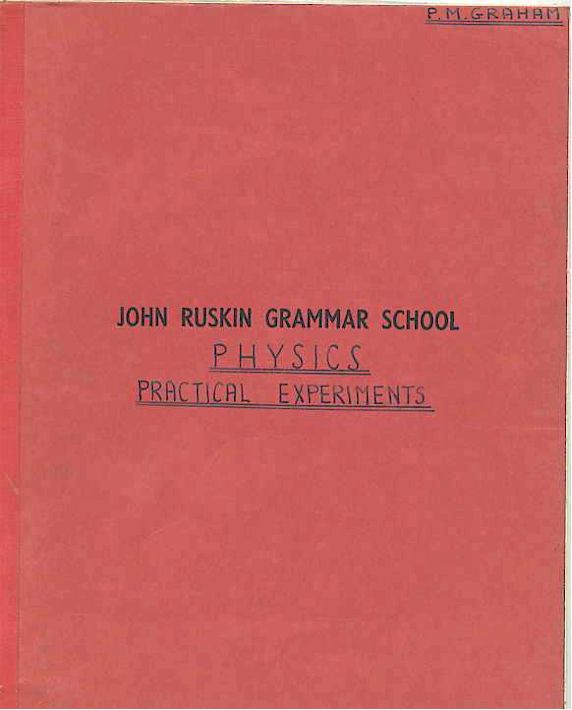 P.M.GRAHAM
JOHN RUSKIN GRAMMAR SCHOOL
PHYSICS
PRACTICAL EXPERIMENTS